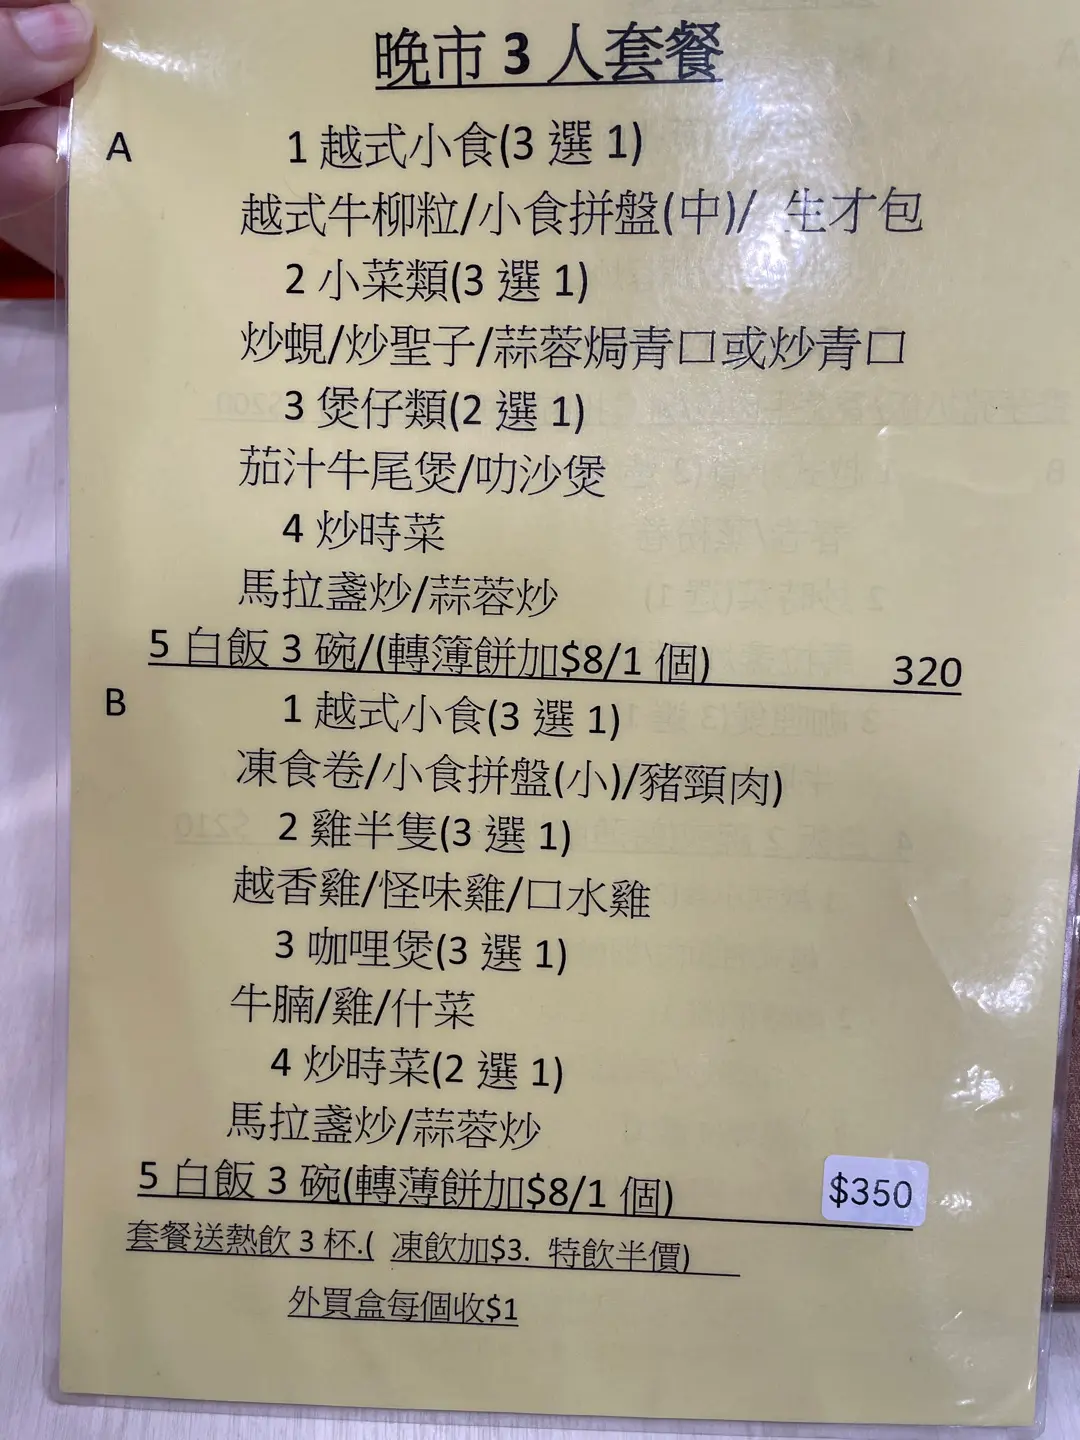 晚市 3 人套餐
A 1 越式小食(3 選 1)
越式牛柳粒/小食拼盤(中)/ 生才包
2 小菜類(3 選 1)
炒蜆/炒聖子/蒜蓉焗青口或炒青口
3 煲仔類(2 選 1)
茄汁牛尾煲/叻沙煲
4 炒時菜
馬拉盞炒/蒜蓉炒
5 白飯 3 碗/(轉簿餅加$8/1 個) 320
B 1 越式小食(3 選 1)
凍食卷/小食拼盤(小)/豬頸肉)
2 雞半隻(3 選 1)
越香雞/怪味雞/口水雞
3 咖哩煲(3 選 1)
牛腩/雞/什菜
4 炒時菜(2 選 1)
馬拉盞炒/蒜蓉炒
5 白飯 3 碗(轉薄餅加$8/1 個) $350
套餐送熱飲 3 杯.( 凍飲加$3. 特飲半價)
外買盒每個收$1